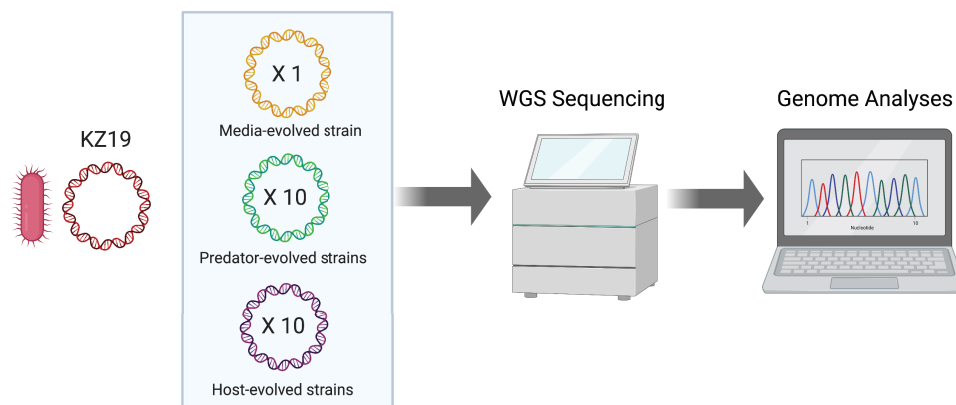 KZ19
X 1
Media-evolved strain
X 10
Predator-evolved strains
X 10
Host-evolved strains
WGS Sequencing
Genome Analyses
1
10
Nucleotide